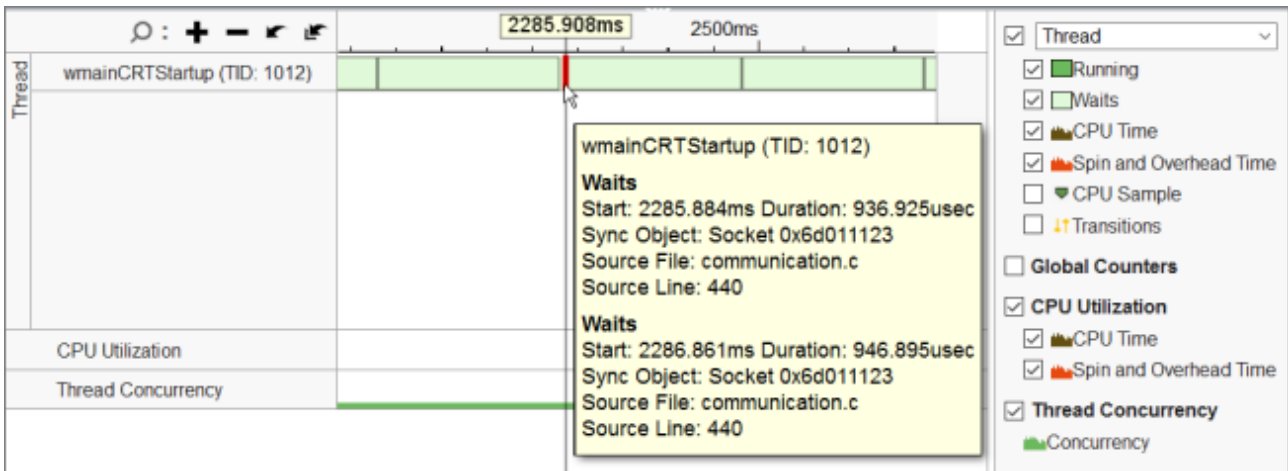 2285.908ms
2500ms
Thread
wmainCRTStartup (TID: 1012)
wmainCRTStartup (TID: 1012)
Waits
Start: 2285.884ms Duration: 936.925usec
Sync Object: Socket 0x6d011123
Source File: communication.c
Source Line: 440
Waits
Start: 2286.861ms Duration: 946.895usec
Sync Object: Socket 0x6d011123
Source File: communication.c
Source Line: 440
CPU Utilization
Thread Concurrency
Thread
Running
Waits
CPU Time
Spin and Overhead Time
CPU Sample
Transitions
Global Counters
CPU Utilization
CPU Time
Spin and Overhead Time
Thread Concurrency
Concurrency